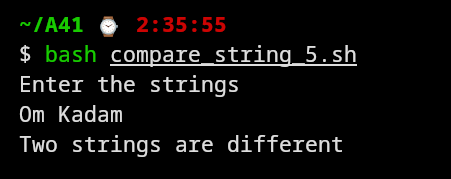 ~/A41 ⌚ 2:35:55
$ bash compare_string_5.sh
Enter the strings
Om Kadam
Two strings are different